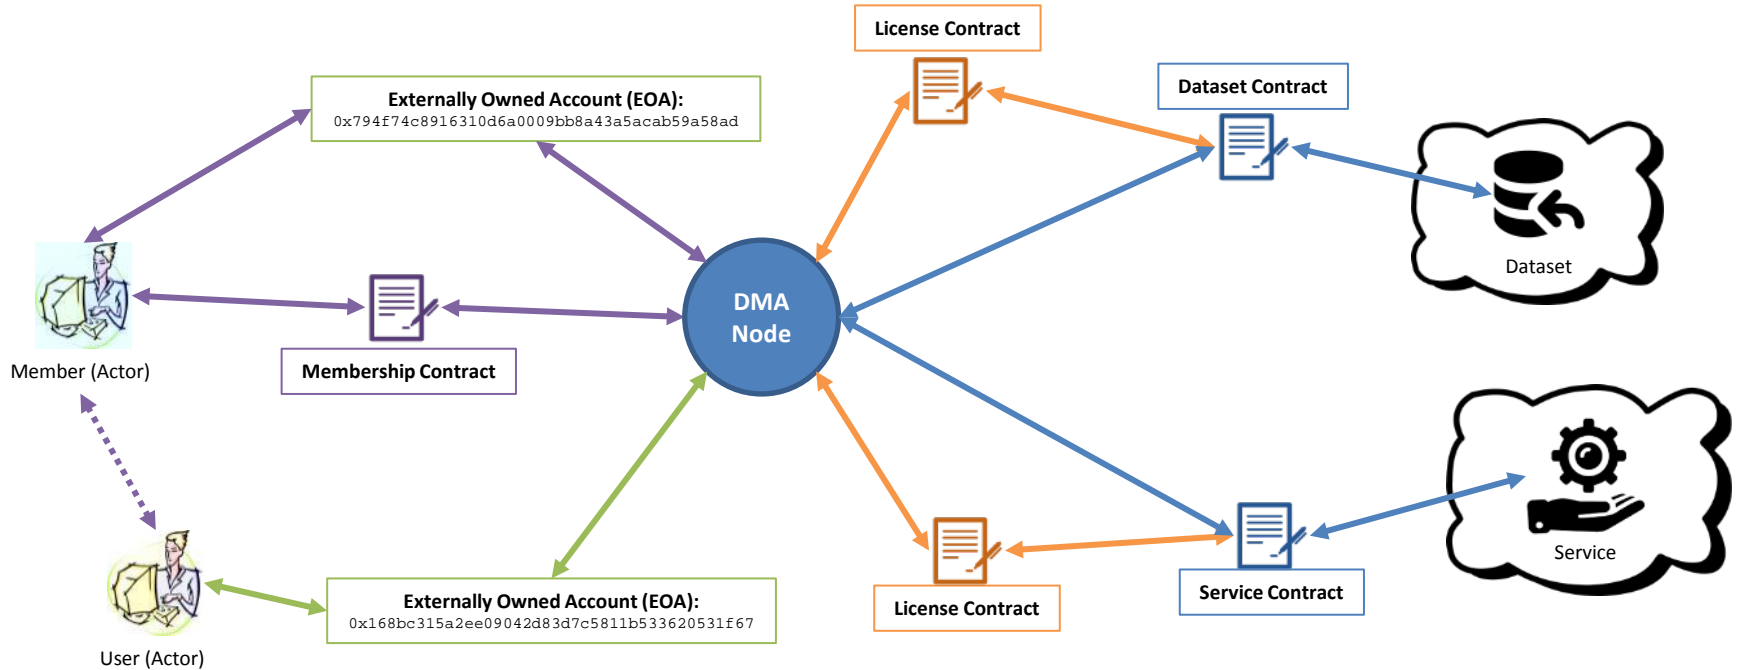 License Contract
Externally Owned Account (EOA):
0x794f74c8916310d6a0009bb8a43a5acab59a58ad
Dataset Contract
Dataset
DMA
Node
Member (Actor)
Membership Contract
Service
License Contract
Service Contract
Externally Owned Account (EOA):
0x168bc315a2ee09042d83d7c5811b533620531f67
User (Actor)